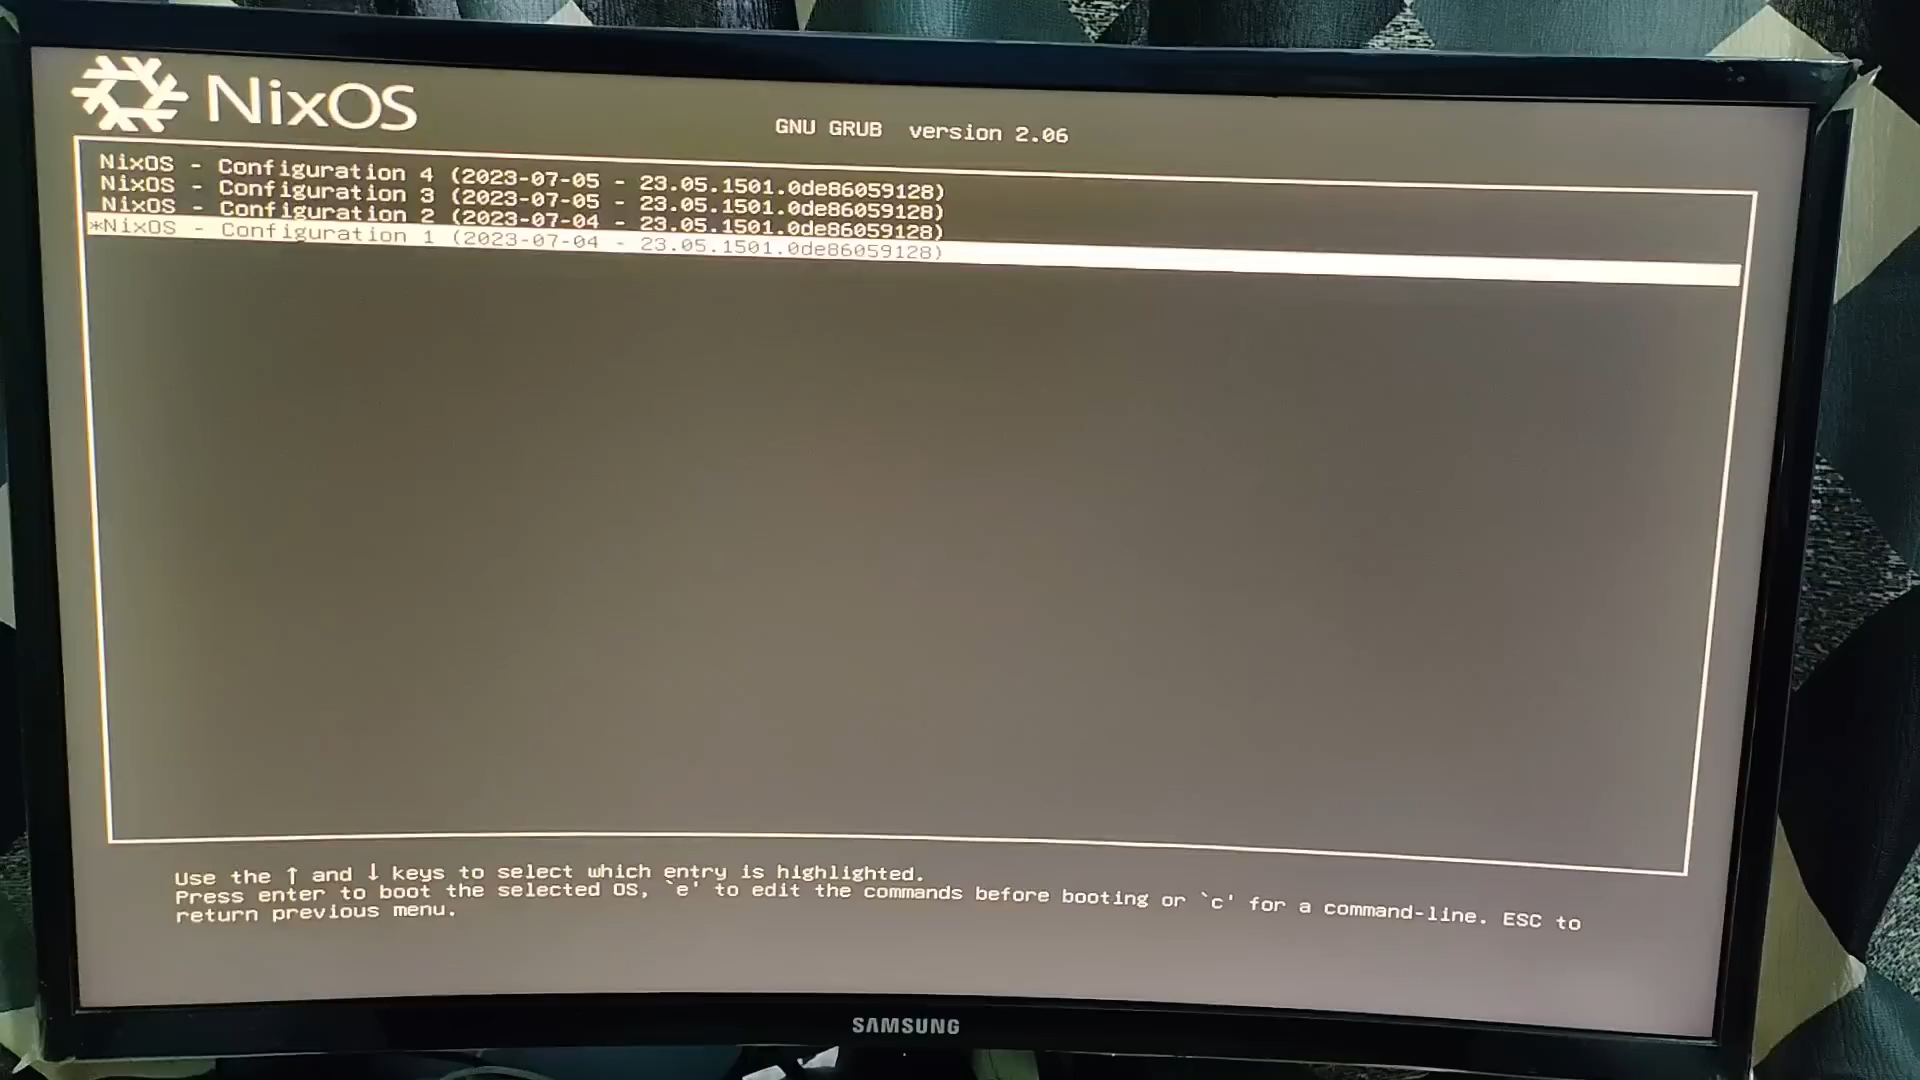 NixOS
GNU GRUB version 2.06
NixOS - Configuration 4 (2023-07-05 - 23.05.1501.0de86059128)
NixOS - Configuration 3 (2023-07-05 - 23.05.1501.0de86059128)
NixOS - Configuration 2 (2023-07-04 - 23.05.1501.0de86059128)
*NixOS - Configuration 1 (2023-07-04 - 23.05.1501.0de86059128)
Use the ↑ and ↓ keys to select which entry is highlighted.
Press enter to boot the selected OS, `e' to edit the commands before booting or `c' for a command-line. ESC to
return previous menu.
SAMSUNG